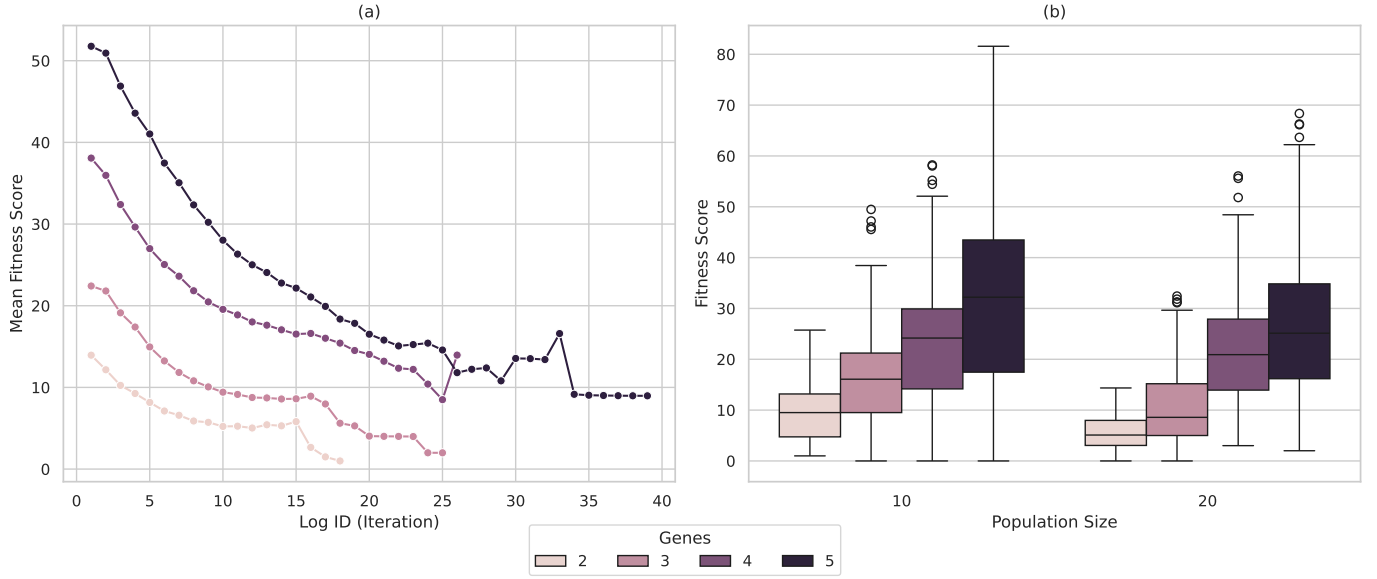 (a)
Mean Fitness Score
50
40
30
20
10
0
0 5 10 15 20 25 30 35 40
Log ID (Iteration)
(b)
Fitness Score
80
70
60
50
40
30
20
10
0
10 20
Population Size
Genes
2 3 4 5